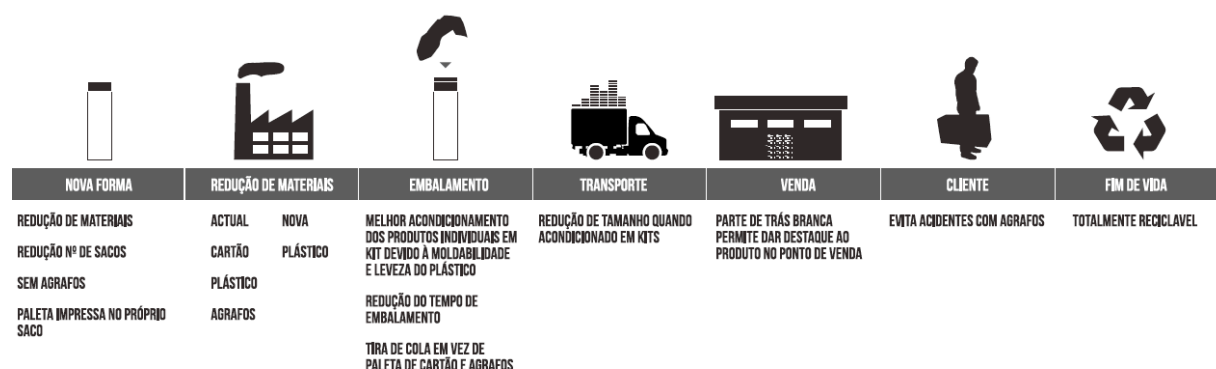 NOVA FORMA
REDUÇÃO DE MATERIAIS
REDUÇÃO Nº DE SACOS
SEM AGRAFOS
PALETA IMPRESSA NO PRÓPRIO
SACO
REDUÇÃO DE MATERIAIS
ACTUAL NOVA
CARTÃO PLÁSTICO
PLÁSTICO
AGRAFOS
EMBALAMENTO
MELHOR ACONDICIONAMENTO
DOS PRODUTOS INDIVIDUAIS EM
KIT DEVIDO À MOLDABILIDADE
E LEVEZA DO PLÁSTICO
REDUÇÃO DO TEMPO DE
EMBALAMENTO
TIRA DE COLA EM VEZ DE
PALETA DE CARTÃO E AGRAFOS
TRANSPORTE
REDUÇÃO DE TAMANHO QUANDO
ACONDICIONADO EM KITS
VENDA
PARTE DE TRÁS BRANCA
PERMITE DAR DESTAQUE AO
PRODUTO NO PONTO DE VENDA
CLIENTE
EVITA ACIDENTES COM AGRAFOS
FIM DE VIDA
TOTALMENTE RECICLAVEL